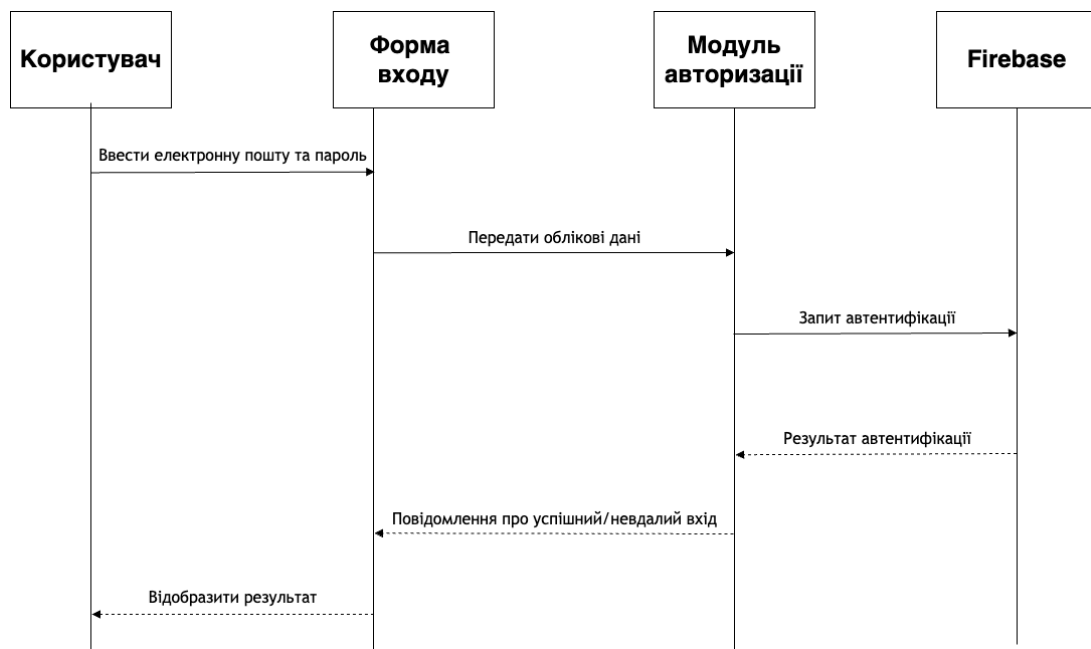 Користувач
Форма
входу
Модуль
авторизації
Firebase
Ввести електронну пошту та пароль
Передати облікові дані
Запит автентифікації
Результат автентифікації
Повідомлення про успішний/невдалий вхід
Відобразити результат